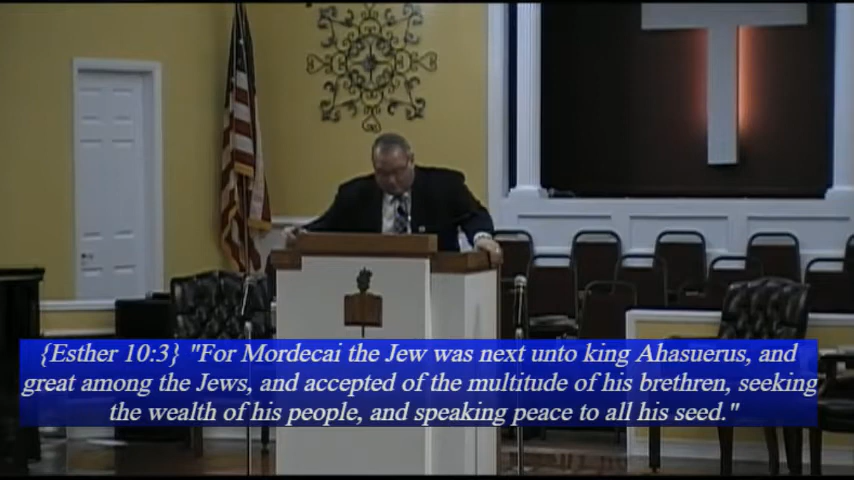 {Esther 10:3} "For Mordecai the Jew was next unto king Ahasuerus, and
great among the Jews, and accepted of the multitude of his brethren, seeking
the wealth of his people, and speaking peace to all his seed."